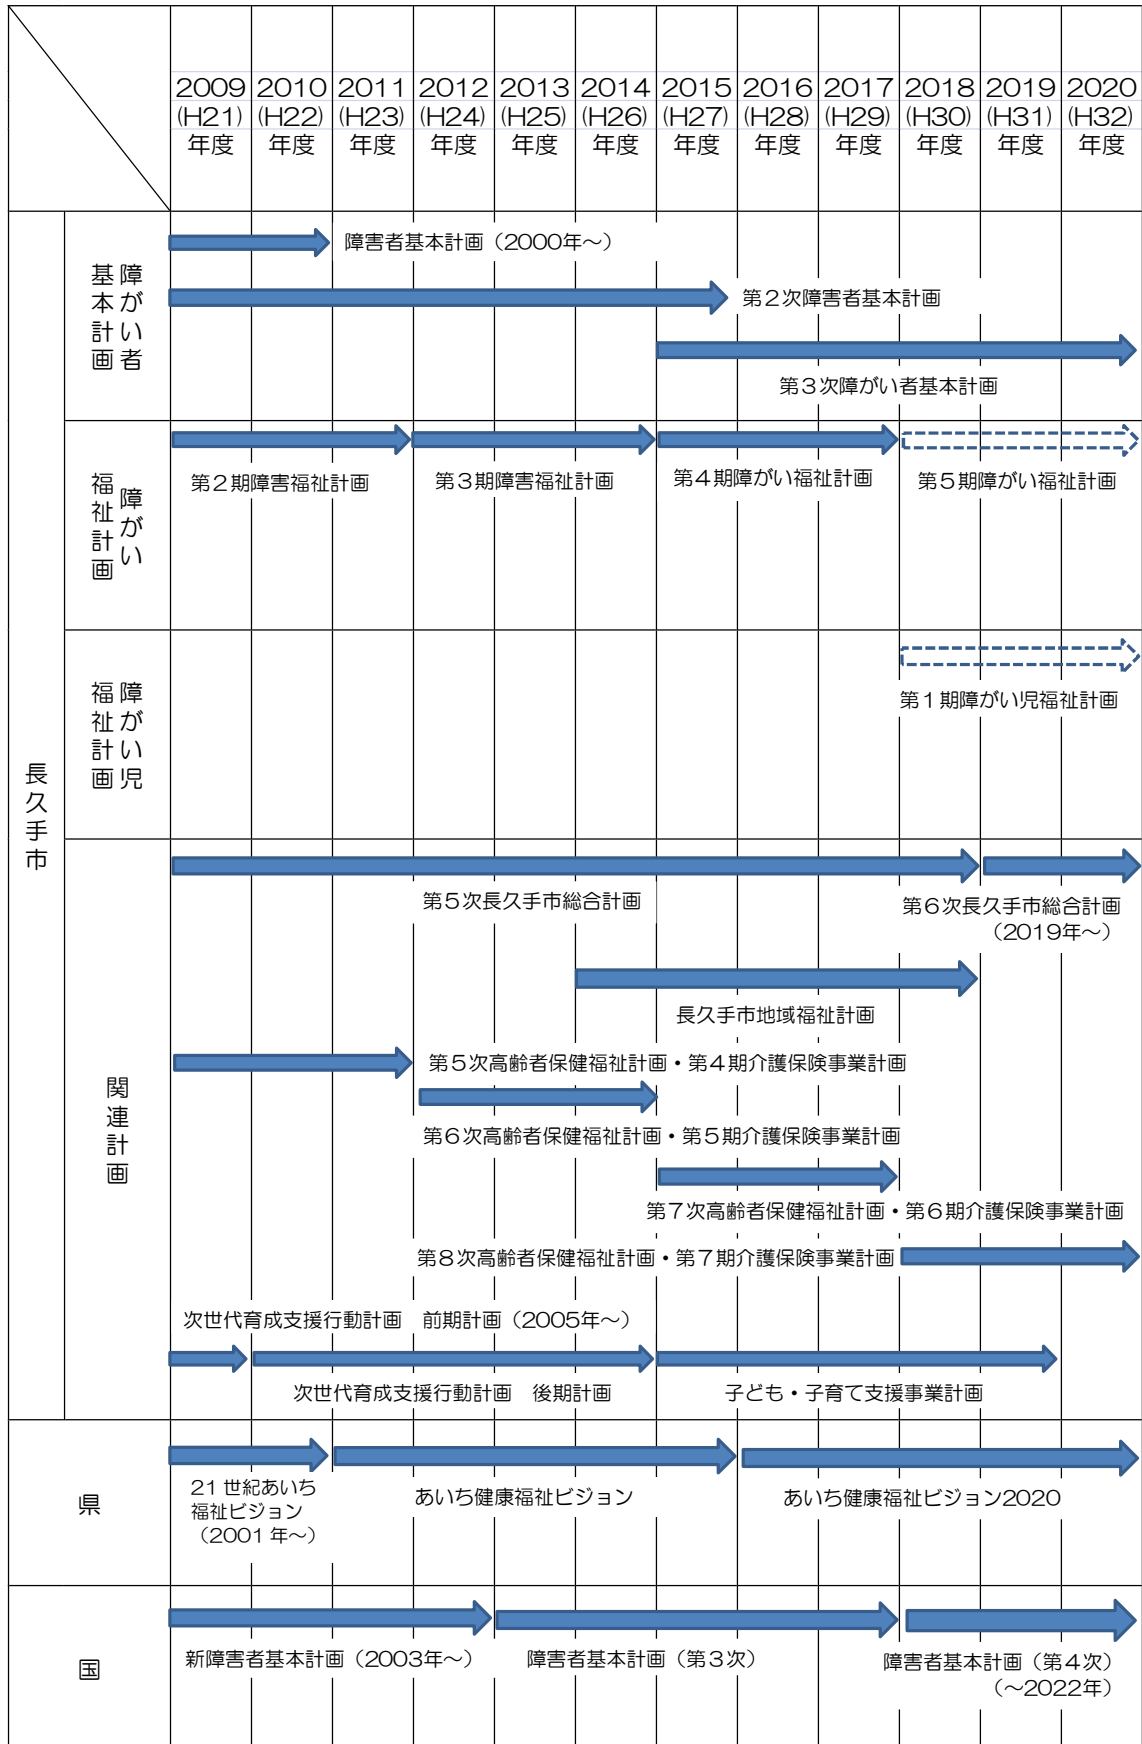 2009 2010 2011 2012 2013 2014 2015 2016 2017 2018 2019 2020
(H21) (H22) (H23) (H24) (H25) (H26) (H27) (H28) (H29) (H30) (H31) (H32)
年度 年度 年度 年度 年度 年度 年度 年度 年度 年度 年度 年度
長久手市
障がい者
基本計画
障害者基本計画（2000年～）
第２次障害者基本計画
第３次障がい者基本計画
障がい
福祉計画
第２期障害福祉計画
第３期障害福祉計画
第４期障がい福祉計画
第５期障がい福祉計画
障がい児
福祉計画
第１期障がい児福祉計画
関連計画
第５次長久手市総合計画
第６次長久手市総合計画
（2019年～）
長久手市地域福祉計画
第５次高齢者保健福祉計画・第４期介護保険事業計画
第６次高齢者保健福祉計画・第５期介護保険事業計画
第７次高齢者保健福祉計画・第６期介護保険事業計画
第８次高齢者保健福祉計画・第７期介護保険事業計画
次世代育成支援行動計画　前期計画（2005年～）
次世代育成支援行動計画　後期計画
子ども・子育て支援事業計画
県
21世紀あいち
福祉ビジョン
（2001年～）
あいち健康福祉ビジョン
あいち健康福祉ビジョン2020
国
新障害者基本計画（2003年～）
障害者基本計画（第３次）
障害者基本計画（第４次）
（～2022年）